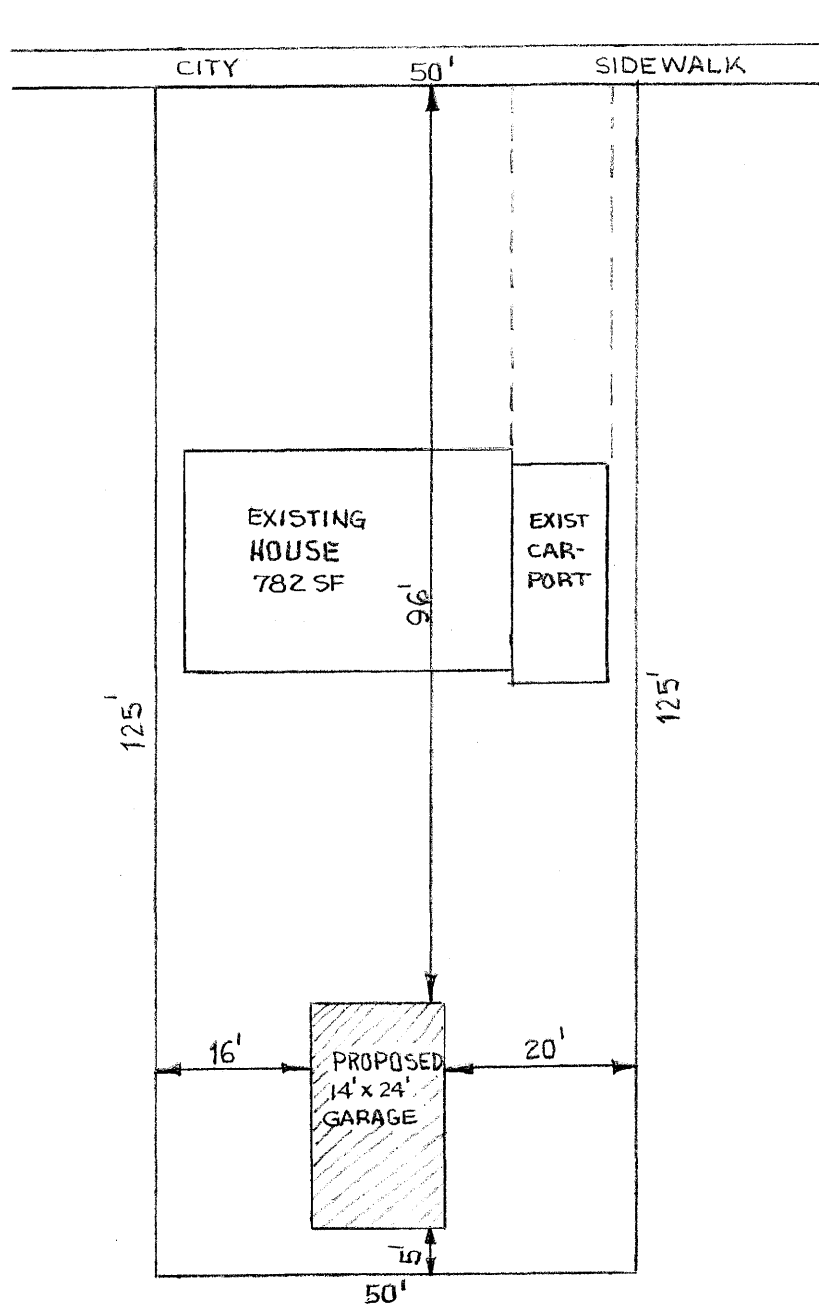 CITY 50' SIDEWALK
EXISTING
HOUSE
782 SF
EXIST
CAR-
PORT
96'
125'
125'
16'
PROPOSED
14' x 24'
GARAGE
20'
5'
50'